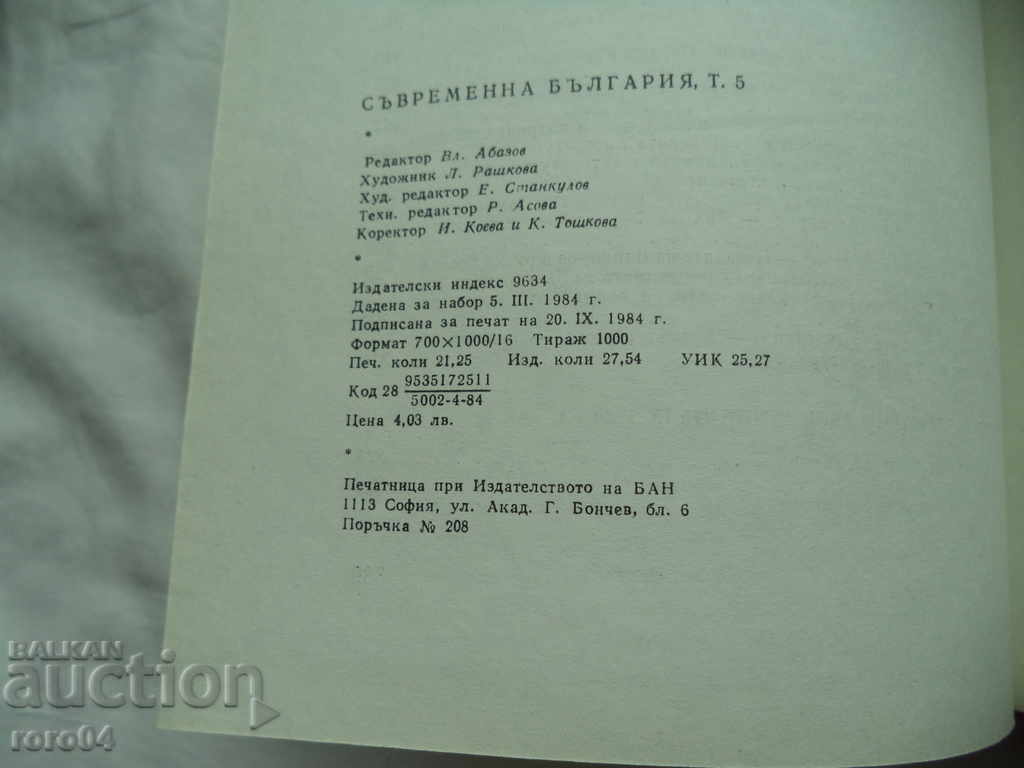 СЪВРЕМЕННА БЪЛГАРИЯ, Т. 5
*
Редактор Вл. Абазов
Художник Л. Рашкова
Худ. редактор Е. Станкулов
Техн. редактор Р. Асова
Коректор И. Коева и К. Тошкова
*
Издателски индекс 9634
Дадена за набор 5. III. 1984 г.
Подписана за печат на 20. IX. 1984 г.
Формат 700×1000/16 Тираж 1000
Печ. коли 21,25 Изд. коли 27,54 УИК 25,27
Код 28 9535172511/5002-4-84
Цена 4,03 лв.
*
Печатница при Издателството на БАН
1113 София, ул. Акад. Г. Бончев, бл. 6
Поръчка № 208
BALKAN
auction
roro04